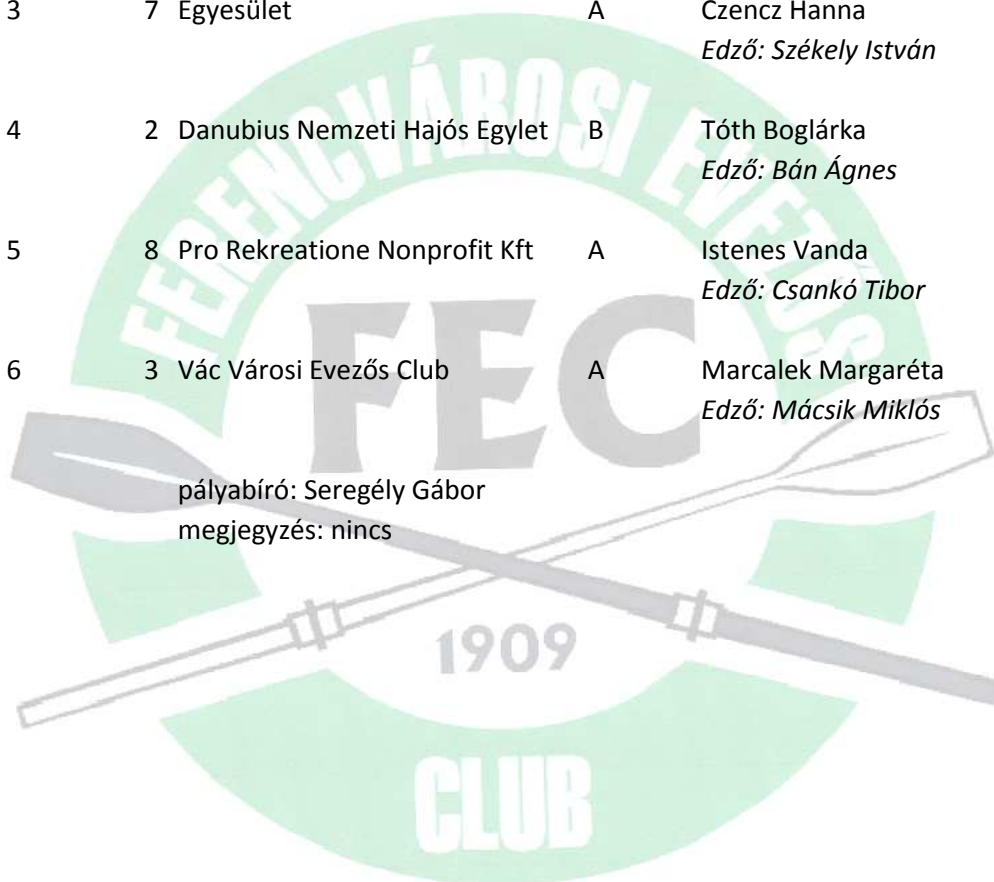 3 7 Egyesület A Czencz Hanna
Edző: Székely István
4 2 Danubius Nemzeti Hajós Egylet B Tóth Boglárka
Edző: Bán Ágnes
5 8 Pro Rekreatione Nonprofit Kft A Istenes Vanda
Edző: Csankó Tibor
6 3 Vác Városi Evezős Club A Marcalek Margaréta
Edző: Mácsik Miklós
pályabíró: Seregély Gábor
megjegyzés: nincs
FERENCVÁROSI EVEZŐS
FEC
1909
CLUB